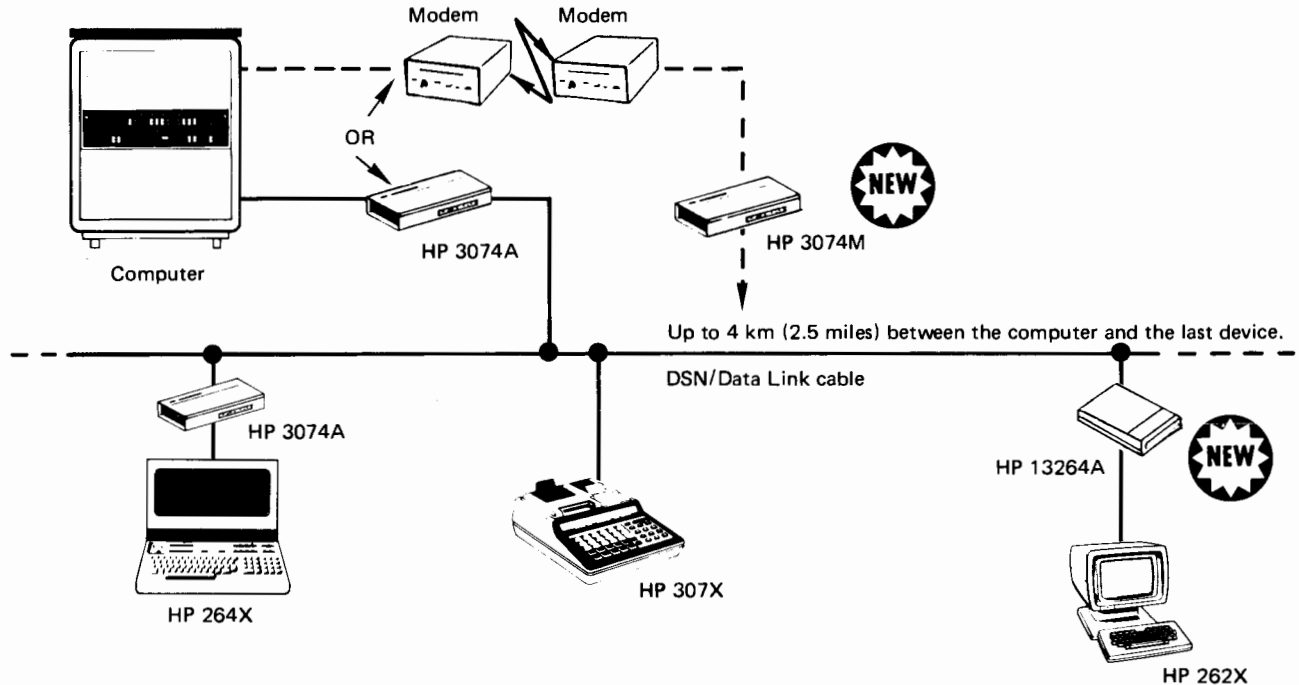 Modem
Modem
OR
NEW
HP 3074A
HP 3074M
Computer
Up to 4 km (2.5 miles) between the computer and the last device.
DSN/Data Link cable
HP 3074A
HP 13264A
NEW
HP 264X
HP 307X
HP 262X